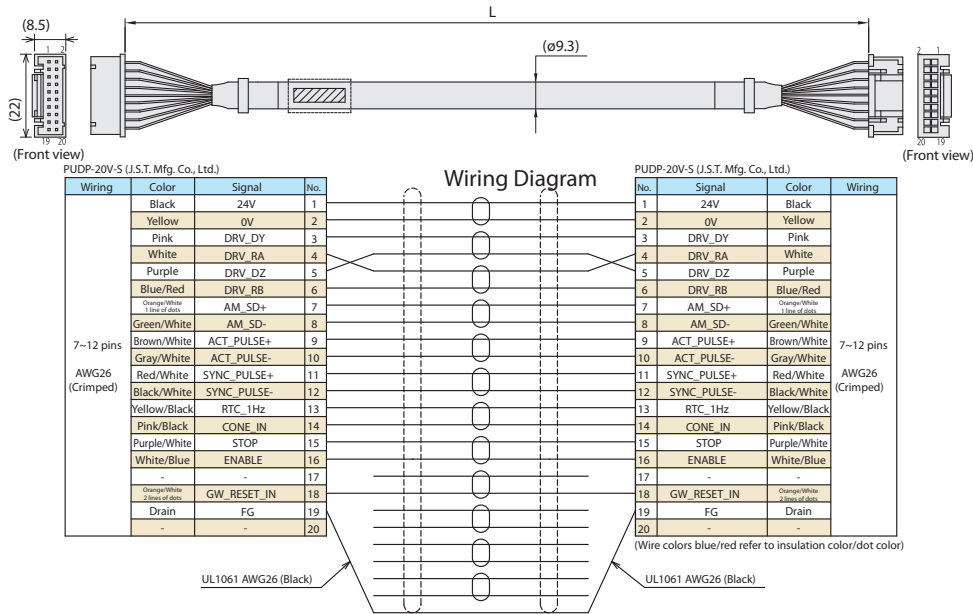 L
(8.5)
(ø9.3)
1 2
2 1
(22)
19 20
20 19
(Front view)
(Front view)
PUDP-20V-S (J.S.T. Mfg. Co., Ltd.)
Wiring Diagram
PUDP-20V-S (J.S.T. Mfg. Co., Ltd.)
Wiring Color Signal No.
No. Signal Color Wiring
Black 24V 1
1 24V Black
Yellow 0V 2
2 0V Yellow
Pink DRV_DY 3
3 DRV_DY Pink
White DRV_RA 4
4 DRV_RA White
Purple DRV_DZ 5
5 DRV_DZ Purple
Blue/Red DRV_RB 6
6 DRV_RB Blue/Red
Orange/White
1 line of dots
AM_SD+ 7
7 AM_SD+
Orange/White
1 line of dots
Green/White AM_SD- 8
8 AM_SD- Green/White
7~12 pins
Brown/White ACT_PULSE+ 9
9 ACT_PULSE+ Brown/White
7~12 pins
Gray/White ACT_PULSE- 10
10 ACT_PULSE- Gray/White
AWG26
(Crimped)
Red/White SYNC_PULSE+ 11
11 SYNC_PULSE+ Red/White
AWG26
(Crimped)
Black/White SYNC_PULSE- 12
12 SYNC_PULSE- Black/White
Yellow/Black RTC_1Hz 13
13 RTC_1Hz Yellow/Black
Pink/Black CONE_IN 14
14 CONE_IN Pink/Black
Purple/White STOP 15
15 STOP Purple/White
White/Blue ENABLE 16
16 ENABLE White/Blue
- - 17
17 - -
Orange/White
2 lines of dots
GW_RESET_IN 18
18 GW_RESET_IN
Orange/White
2 lines of dots
Drain FG 19
19 FG Drain
- - 20
20 - -
(Wire colors blue/red refer to insulation color/dot color)
UL1061 AWG26 (Black)
UL1061 AWG26 (Black)